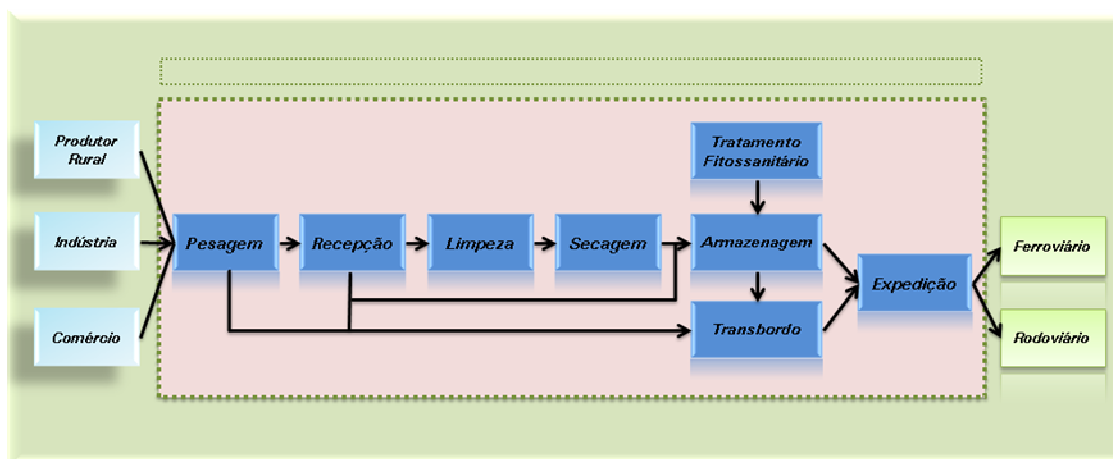 Produtor
Rural
Indústria
Comércio
Pesagem
Recepção
Limpeza
Secagem
Tratamento
Fitossanitário
Armazenagem
Transbordo
Expedição
Ferroviário
Rodoviário